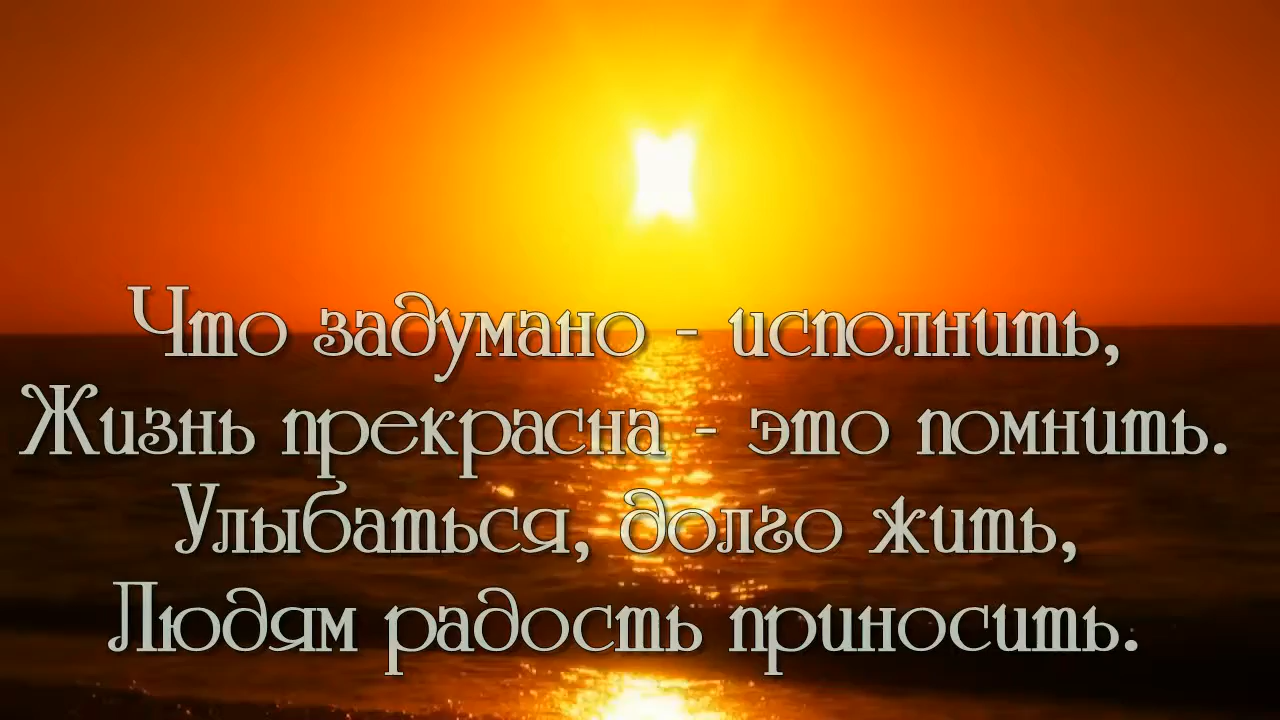 Что задумано - исполнить,
Жизнь прекрасна - это помнить.
Улыбаться, долго жить,
Людям радость приносить.